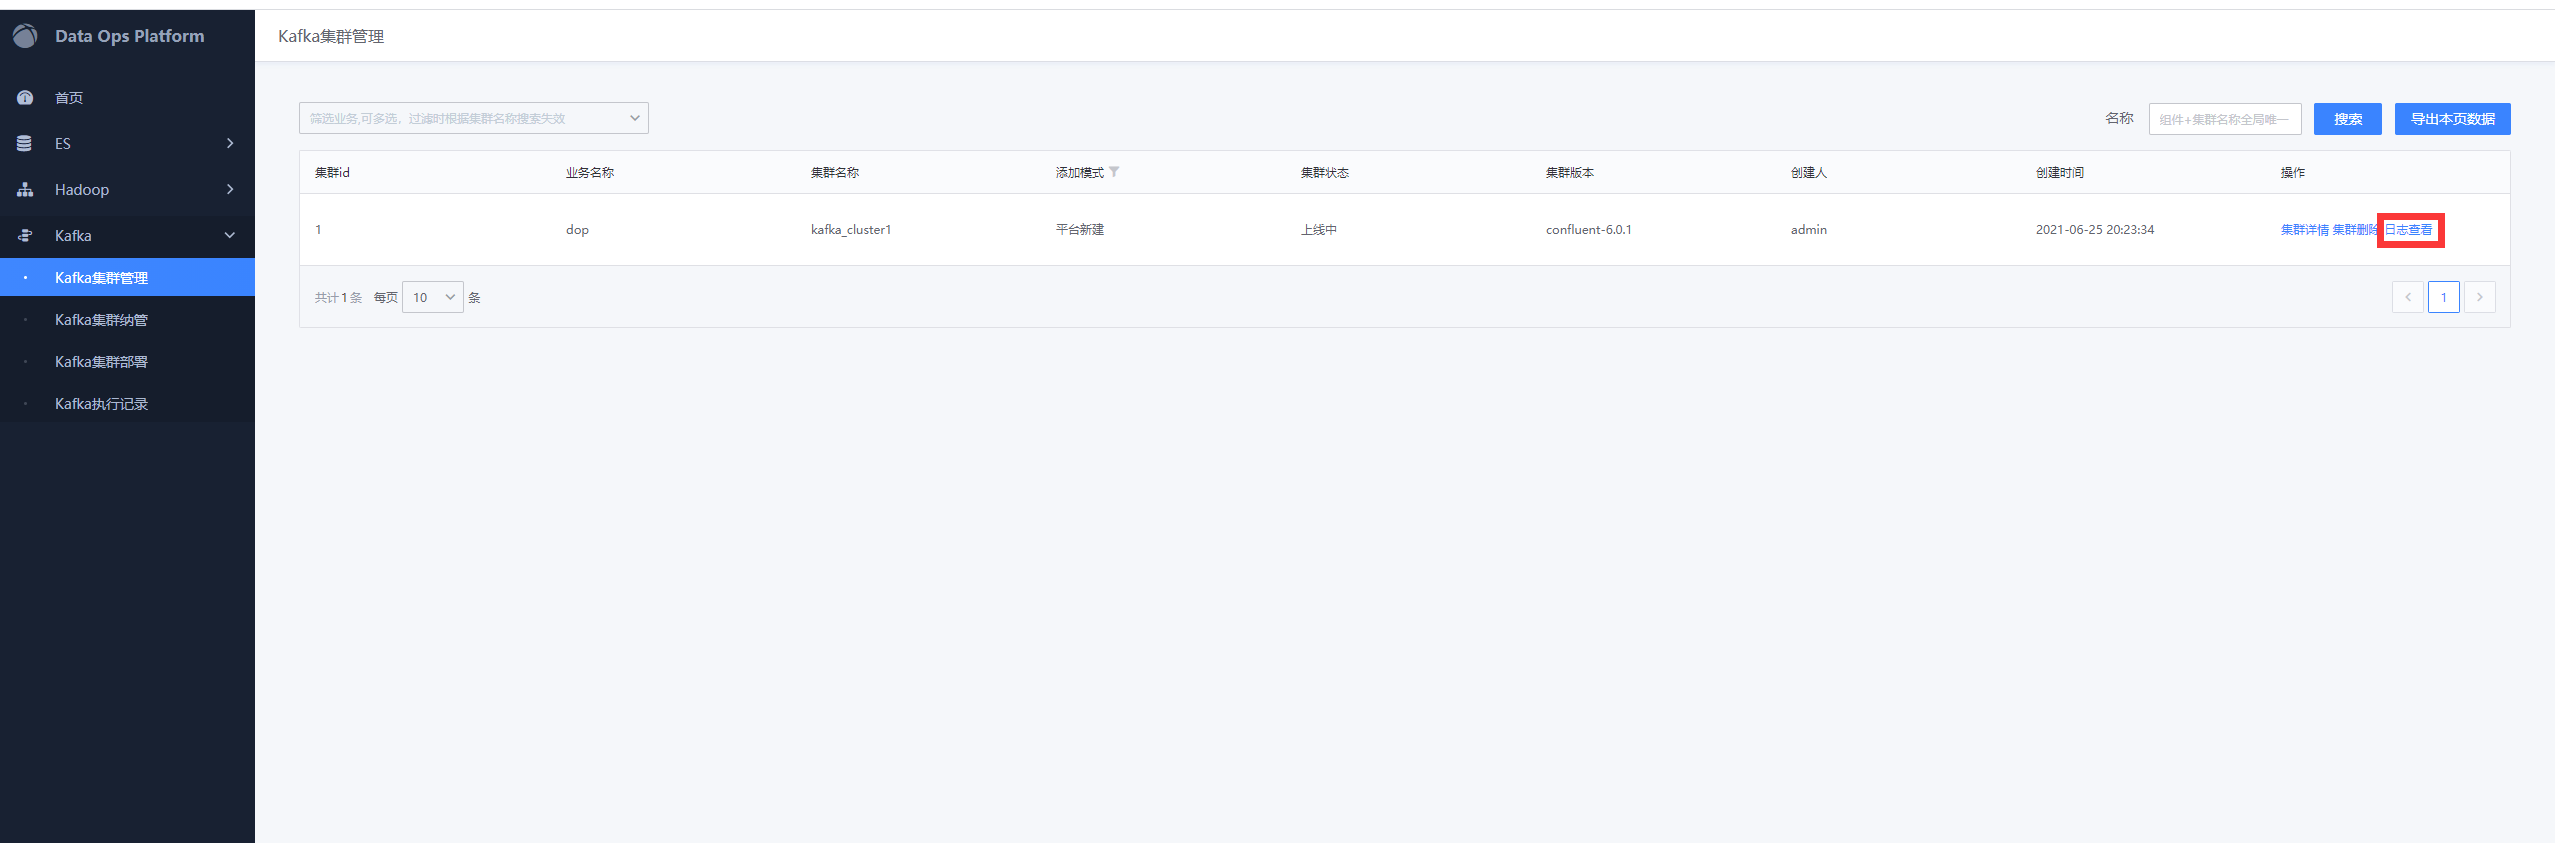 Data Ops Platform
Kafka集群管理
首页
ES
Hadoop
Kafka
Kafka集群管理
Kafka集群纳管
Kafka集群部署
Kafka执行记录
筛选业务,可多选，过滤时根据集群名称搜索失效
名称 组件+集群名称全局唯一 搜索 导出本页数据
集群id 业务名称 集群名称 添加模式 集群状态 集群版本 创建人 创建时间 操作
1 dop kafka_cluster1 平台新建 上线中 confluent-6.0.1 admin 2021-06-25 20:23:34 集群详情 集群删除 日志查看
共计1条 每页 10 条 1